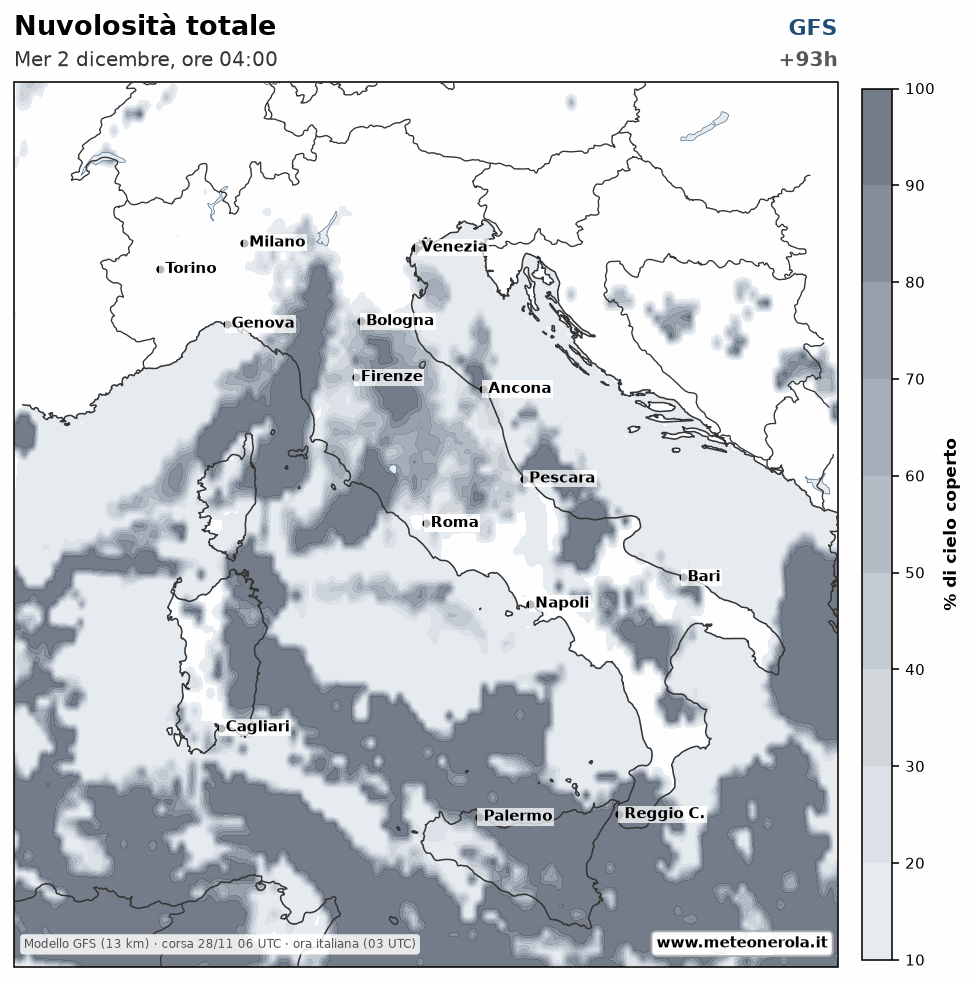 Nuvolosità totale
GFS
Mer 2 dicembre, ore 04:00
+93h
Milano
Venezia
Torino
Genova
Bologna
Firenze
Ancona
Pescara
Roma
Bari
Napoli
Cagliari
Palermo
Reggio C.
100
90
80
70
60
50
40
30
20
10
% di cielo coperto
Modello GFS (13 km) · corsa 28/11 06 UTC · ora italiana (03 UTC)
www.meteonerola.it